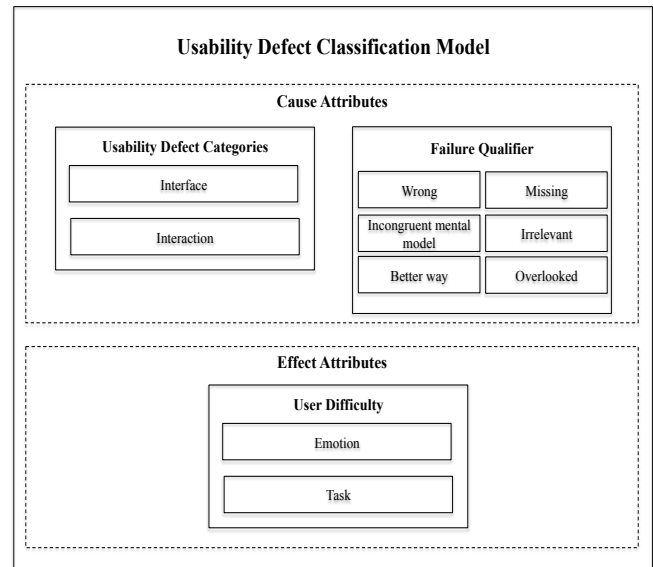 Usability Defect Classification Model
Cause Attributes
Usability Defect Categories
Interface
Interaction
Failure Qualifier
Wrong
Missing
Incongruent mental
model
Irrelevant
Better way
Overlooked
Effect Attributes
User Difficulty
Emotion
Task